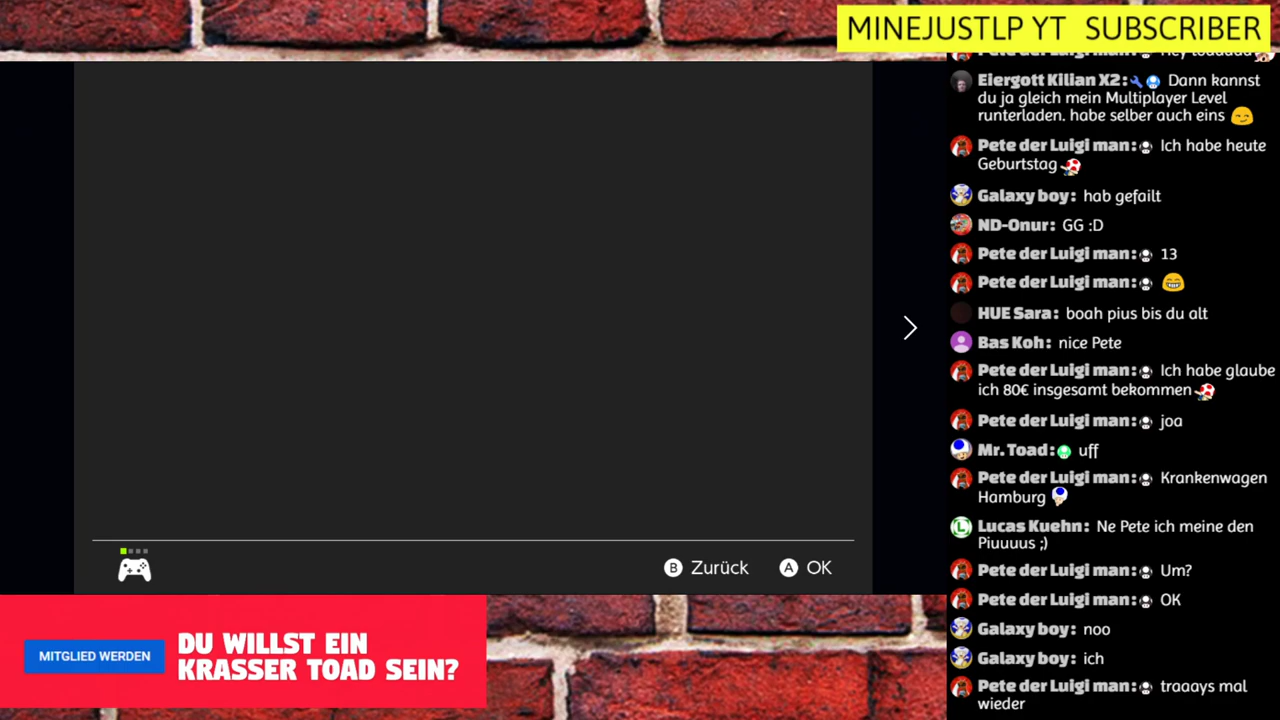 MINEJUSTLP YT SUBSCRIBER
Eiergott Kilian X2: Dann kannst
du ja gleich mein Multiplayer Level
runterladen. habe selber auch eins
Pete der Luigi man: Ich habe heute
Geburtstag
Galaxy boy: hab gefailt
ND-Onur: GG :D
Pete der Luigi man: 13
Pete der Luigi man:
HUE Sara: boah pius bis du alt
Bas Koh: nice Pete
Pete der Luigi man: Ich habe glaube
ich 80€ insgesamt bekommen
Pete der Luigi man: joa
Mr. Toad: uff
Pete der Luigi man: Krankenwagen
Hamburg
Lucas Kuehn: Ne Pete ich meine den
Piuuuus ;)
Pete der Luigi man: Um?
Pete der Luigi man: OK
Galaxy boy: noo
Galaxy boy: ich
Pete der Luigi man: traaays mal
wieder
B Zurück A OK
MITGLIED WERDEN
DU WILLST EIN
KRASSER TOAD SEIN?